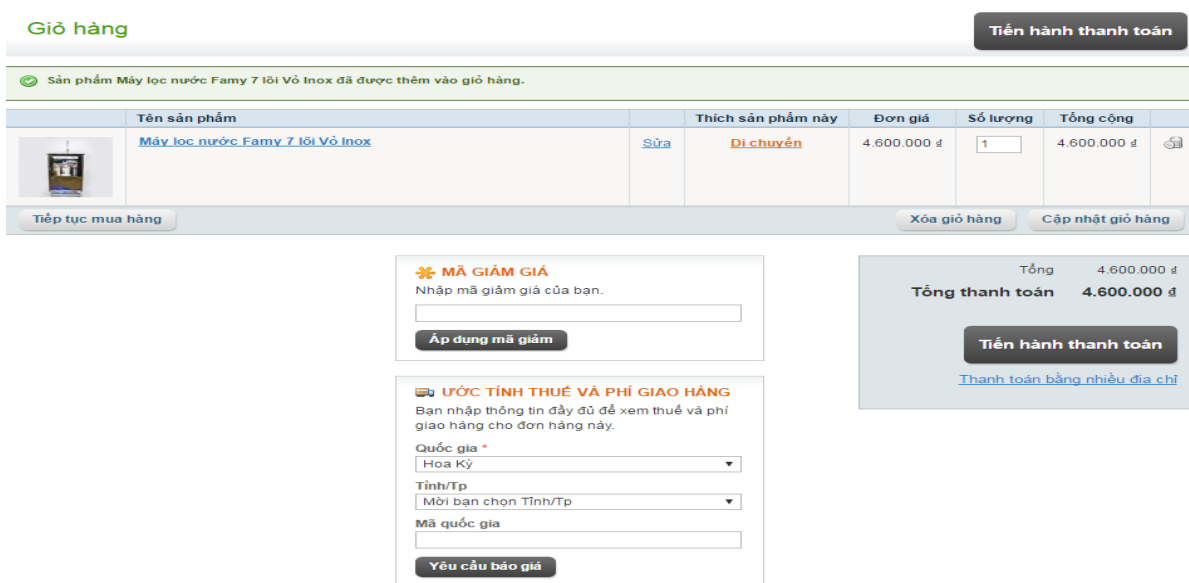 Giỏ hàng
Tiến hành thanh toán
Sản phẩm Máy lọc nước Famy 7 lõi Vỏ Inox đã được thêm vào giỏ hàng.
Tên sản phẩm Thích sản phẩm này Đơn giá Số lượng Tổng cộng
Máy lọc nước Famy 7 lõi Vỏ Inox Sửa Di chuyển 4.600.000 ₫ 1 4.600.000 ₫
Tiếp tục mua hàng Xóa giỏ hàng Cập nhật giỏ hàng
MÃ GIẢM GIÁ
Nhập mã giảm giá của bạn.
Áp dụng mã giảm
ƯỚC TÍNH THUẾ VÀ PHÍ GIAO HÀNG
Bạn nhập thông tin đầy đủ để xem thuế và phí
giao hàng cho đơn hàng này.
Quốc gia *
Hoa Kỳ
Tỉnh/Tp
Mời bạn chọn Tỉnh/Tp
Mã quốc gia
Yêu cầu báo giá
Tổng 4.600.000 ₫
Tổng thanh toán 4.600.000 ₫
Tiến hành thanh toán
Thanh toán bằng nhiều địa chỉ